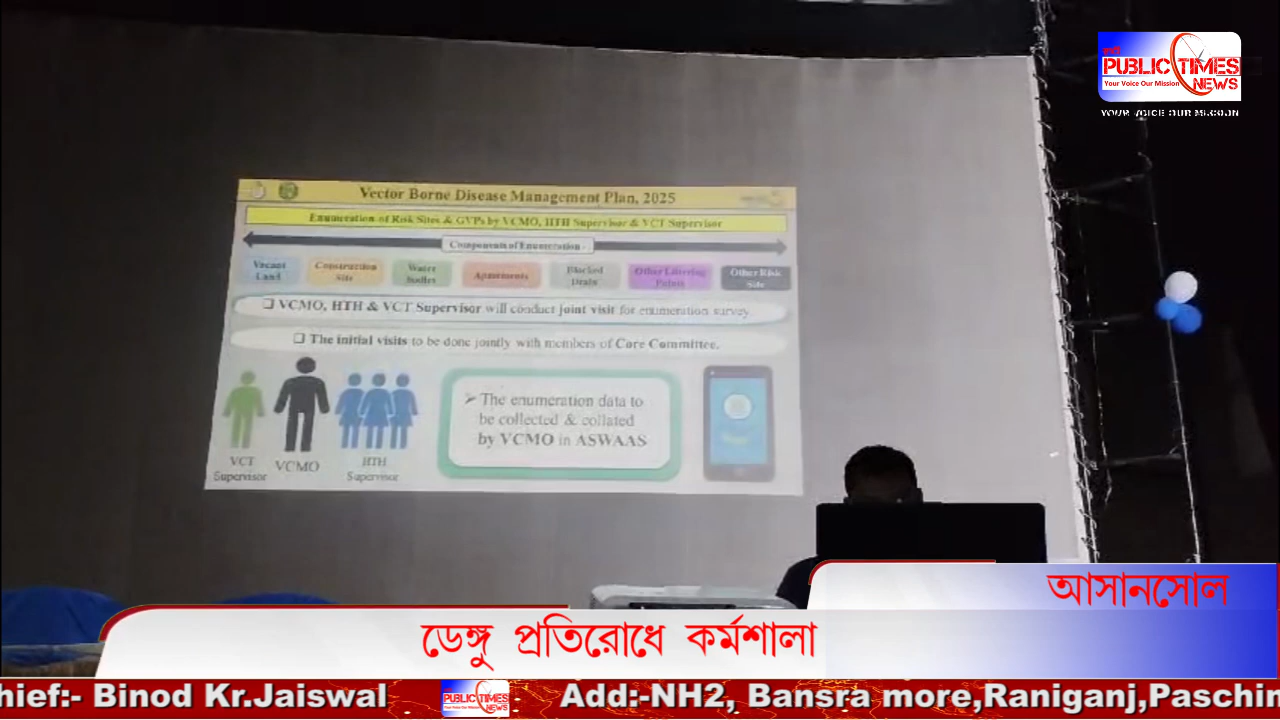 PUBLIC TIMES
Your Voice Our Mission NEWS
Vector Borne Disease Management Plan, 2025
Enumeration of Risk Sites & GVPs by VCMO, HTH Supervisor & VCT Supervisor
Components of Enumeration
Vacant Land
Construction Site
Water Bodies
Apartments
Blocked Drain
Other Littering Points
Other Risk Site
❑ VCMO, HTH & VCT Supervisor will conduct joint visit for enumeration survey
❑ The initial visits to be done jointly with members of Core Committee.
➢ The enumeration data to
be collected & collated
by VCMO in ASWAAS
VCT
Supervisor
VCMO
HTH
Supervisor
আসানসোল
ডেঙ্গু প্রতিরোধে কর্মশালা
hief:- Binod Kr.Jaiswal
PUBLIC TIMES
NEWS
Add:-NH2, Bansra more,Raniganj,Paschin